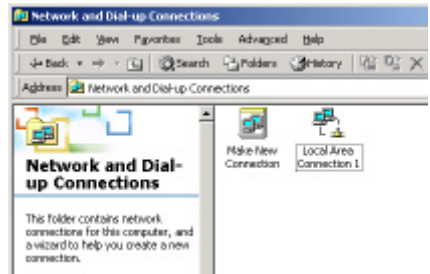 Network and Dial-up Connections
File Edit View Favorites Tools Advanced Help
Back Search Folders History
Address Network and Dial-up Connections
Network and Dial-
up Connections
This folder contains network
connections for this computer, and
a wizard to help you create a new
connection.
Make New
Connection
Local Area
Connection 1